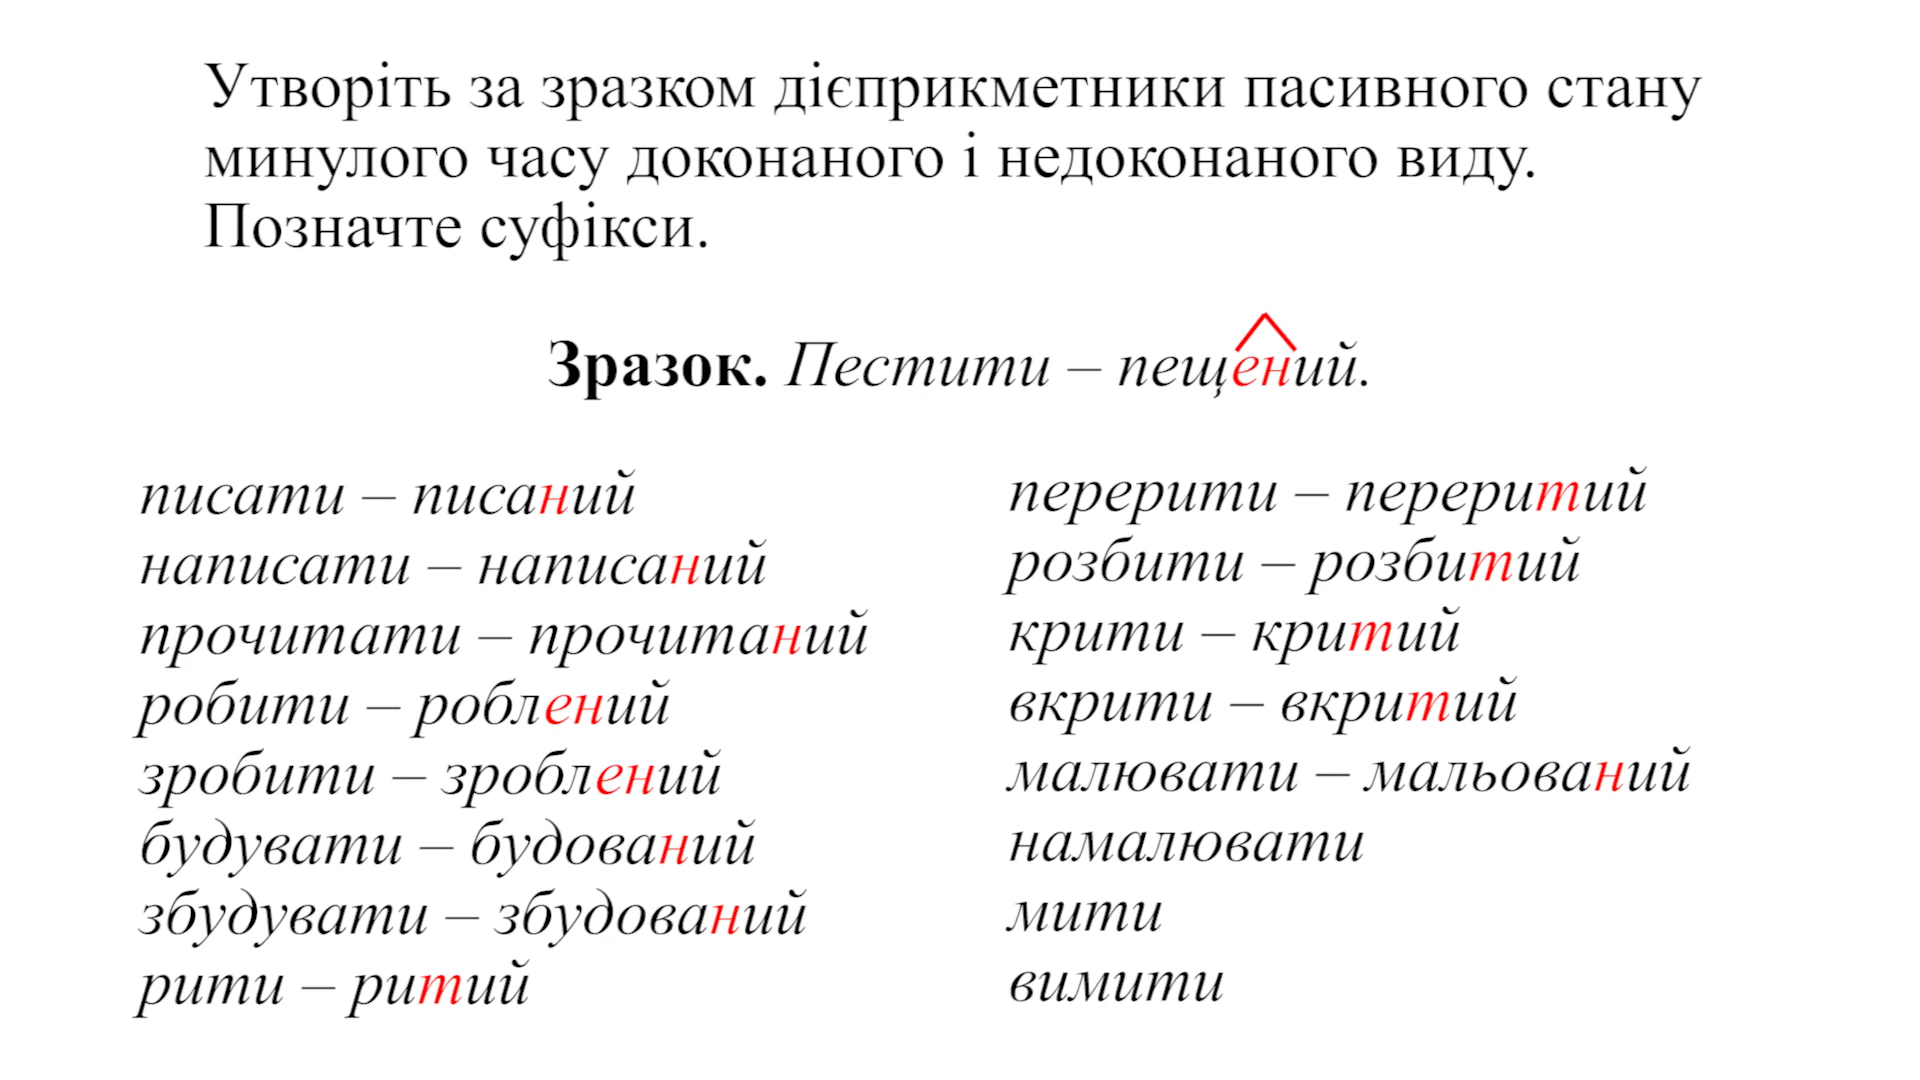 Утворіть за зразком дієприкметники пасивного стану
минулого часу доконаного і недоконаного виду.
Позначте суфікси.
Зразок. Пестити – пещений.
писати – писаний
написати – написаний
прочитати – прочитаний
робити – роблений
зробити – зроблений
будувати – будований
збудувати – збудований
рити – ритий
перерити – переритий
розбити – розбитий
крити – критий
вкрити – вкритий
малювати – мальований
намалювати
мити
вимити